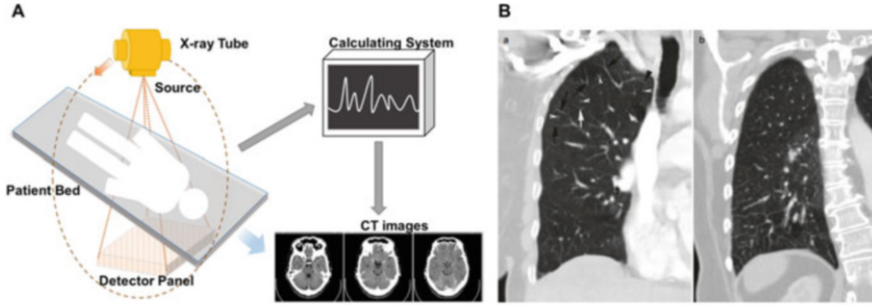 A
X-ray Tube
Source
Calculating System
Patient Bed
Detector Panel
CT images
B
a
b